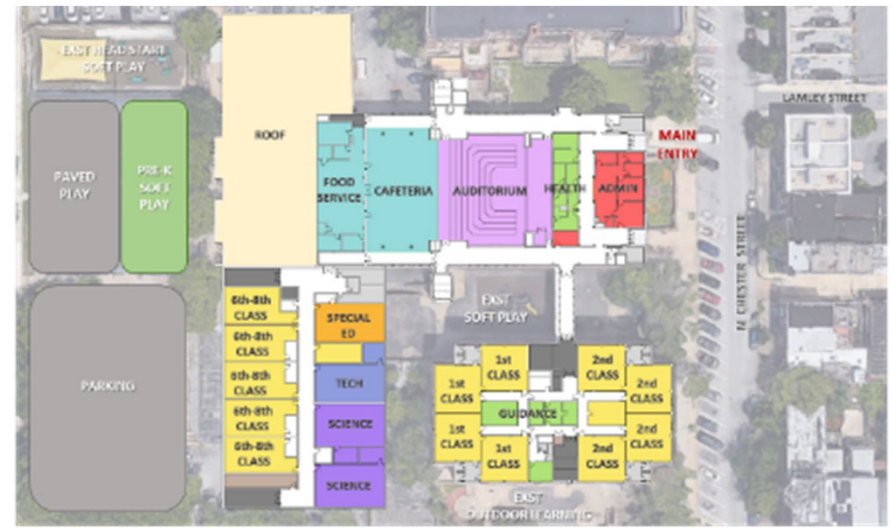 EXIST HEAD START
SOFT PLAY
LAMLEY STREET
ROOF
MAIN
ENTRY
PAVED
PLAY
PRE-K
SOFT
PLAY
FOOD
SERVICE
CAFETERIA
AUDITORIUM
HEALTH
ADMIN
N CHESTER STREET
6th-8th
CLASS
SPECIAL
ED
EXIST
SOFT PLAY
6th-8th
CLASS
1st
CLASS
2nd
CLASS
PARKING
6th-8th
CLASS
TECH
1st
CLASS
2nd
CLASS
6th-8th
CLASS
SCIENCE
GUIDANCE
1st
CLASS
2nd
CLASS
6th-8th
CLASS
1st
CLASS
2nd
CLASS
SCIENCE
EXIST
OUTDOOR LEARNING